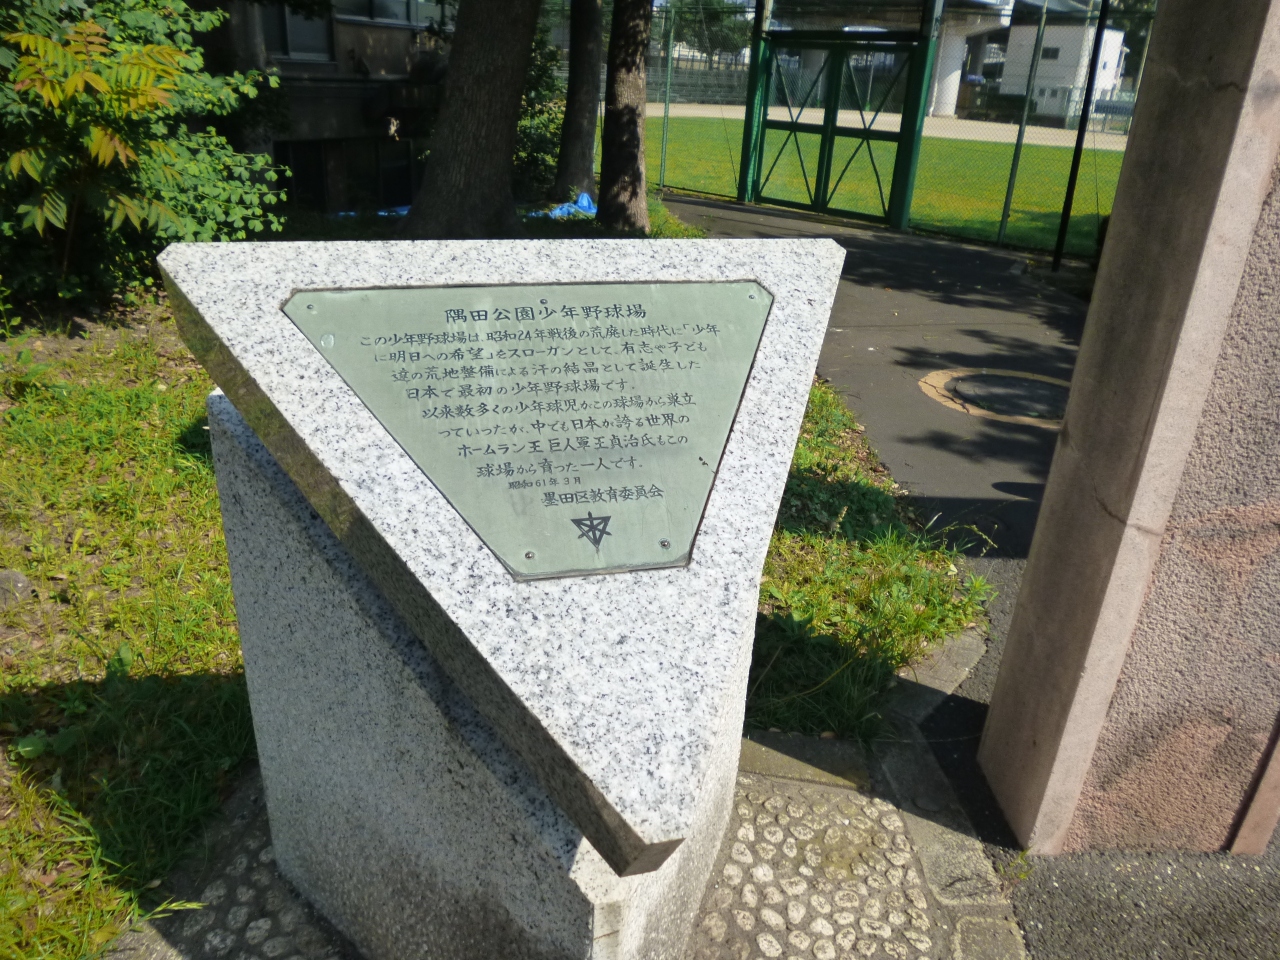 隅田公園少年野球場
この少年野球場は、昭和24年戦後の荒廃した時代に「少年
に明日への希望」をスローガンとして、有志や子ども
達の荒地整備による汗の結晶として誕生した
日本で最初の少年野球場です。
以来数多くの少年球児がこの球場から巣立
っていったが、中でも日本が誇る世界の
ホームラン王 巨人軍王貞治氏もこの
球場から育った一人です。
昭和61年3月
墨田区教育委員会